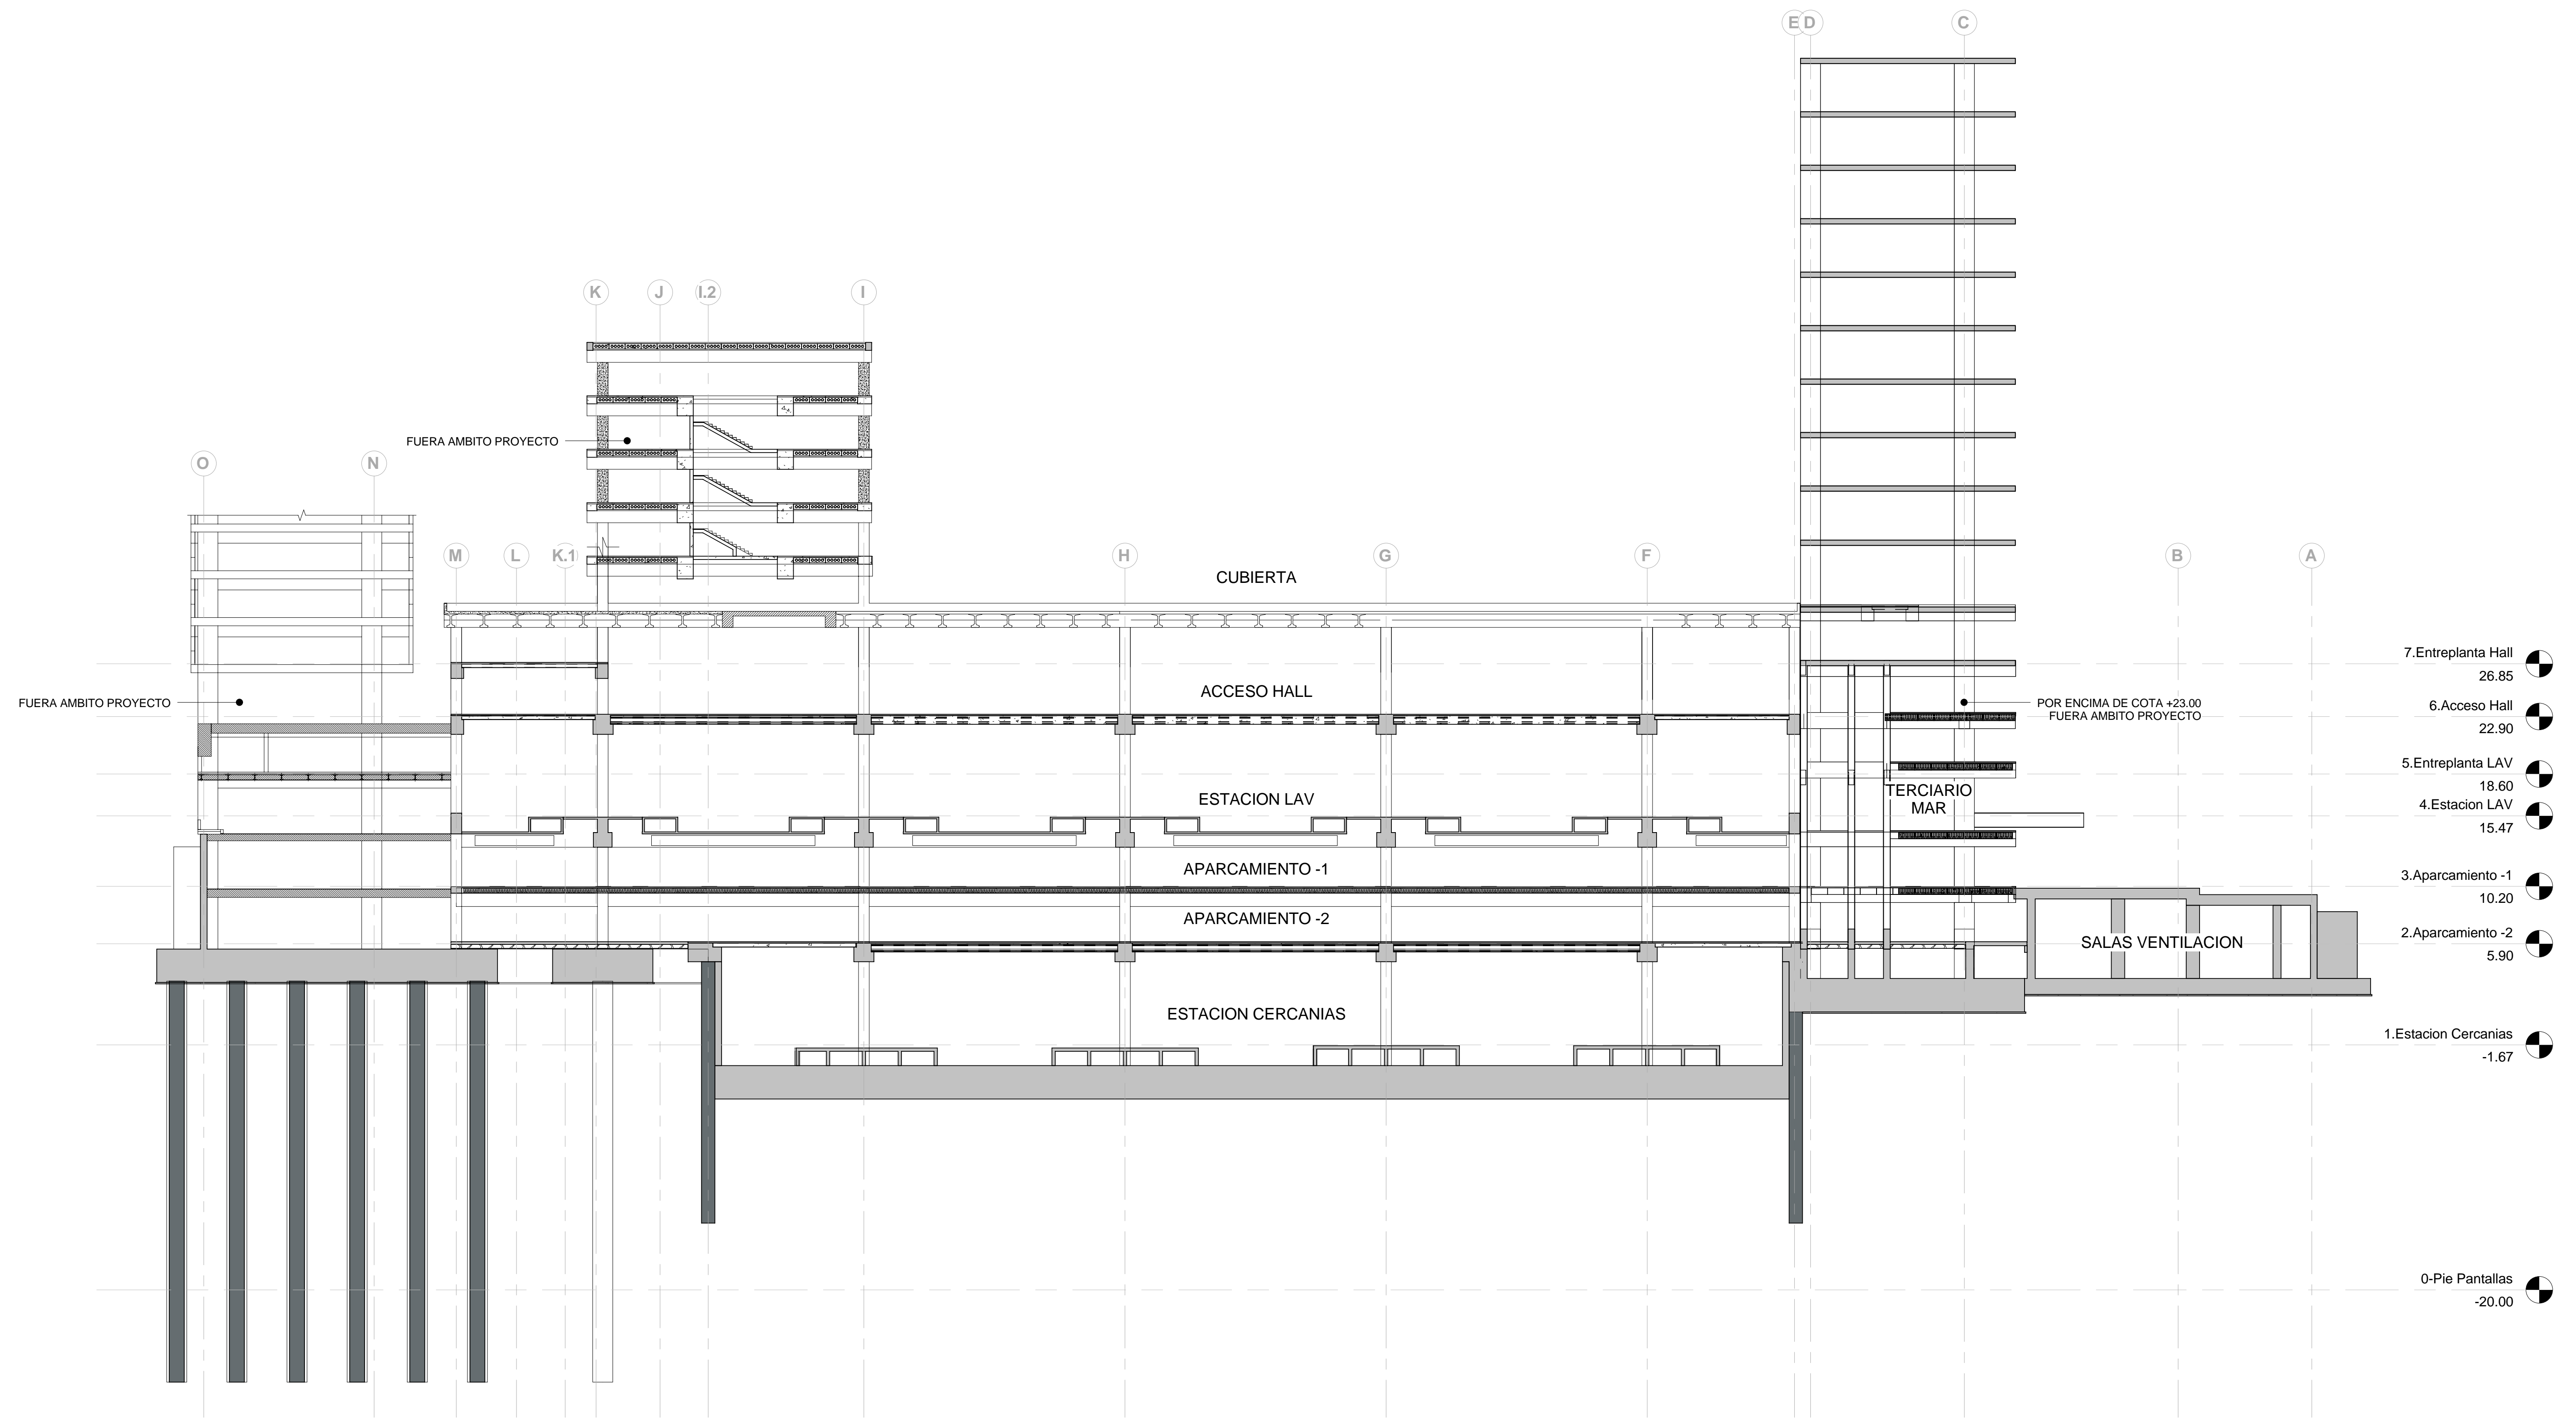 E D C
K J I.2 I
FUERA AMBITO PROYECTO
O N
M L K.1 H G F B A
CUBIERTA
7.Entreplanta Hall
26.85
ACCESO HALL
FUERA AMBITO PROYECTO
POR ENCIMA DE COTA +23.00
FUERA AMBITO PROYECTO
6.Acceso Hall
22.90
5.Entreplanta LAV
18.60
TERCIARIO
MAR
ESTACION LAV
4.Estacion LAV
15.47
APARCAMIENTO -1
3.Aparcamiento -1
10.20
APARCAMIENTO -2
2.Aparcamiento -2
5.90
SALAS VENTILACION
ESTACION CERCANIAS
1.Estacion Cercanias
-1.67
0-Pie Pantallas
-20.00